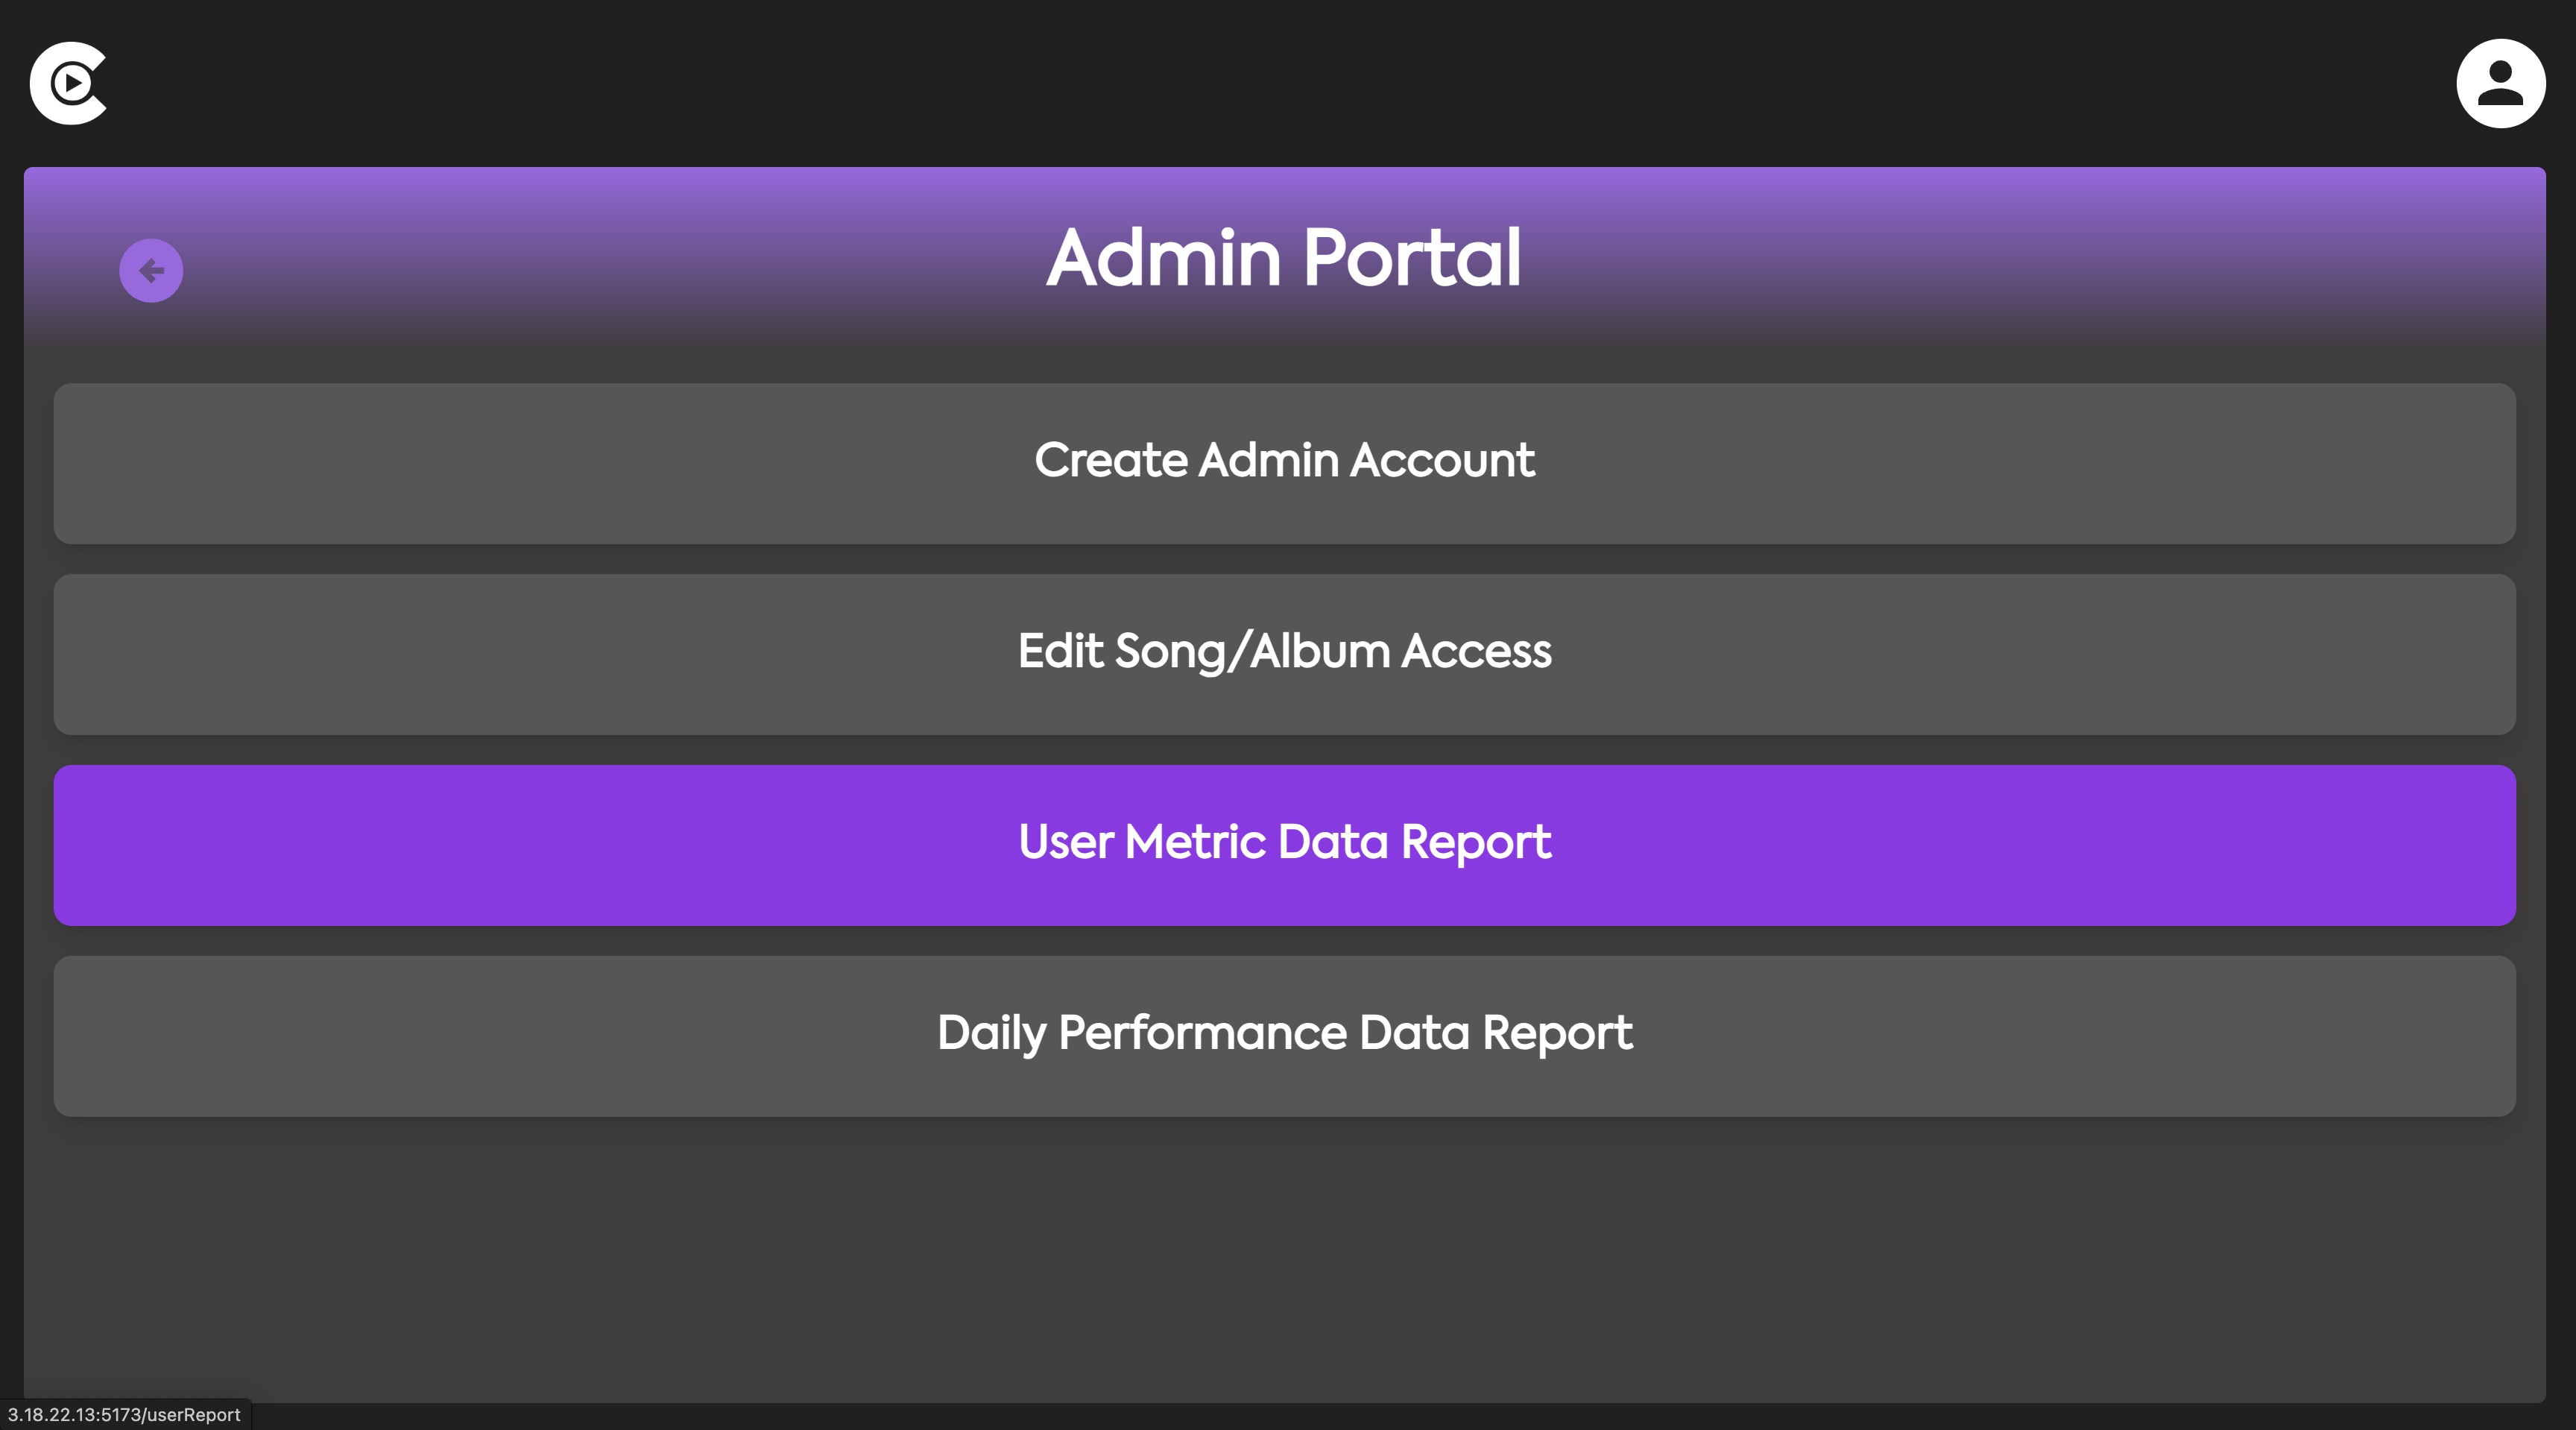 Admin Portal
Create Admin Account
Edit Song/Album Access
User Metric Data Report
Daily Performance Data Report
3.18.22.13:5173/userReport